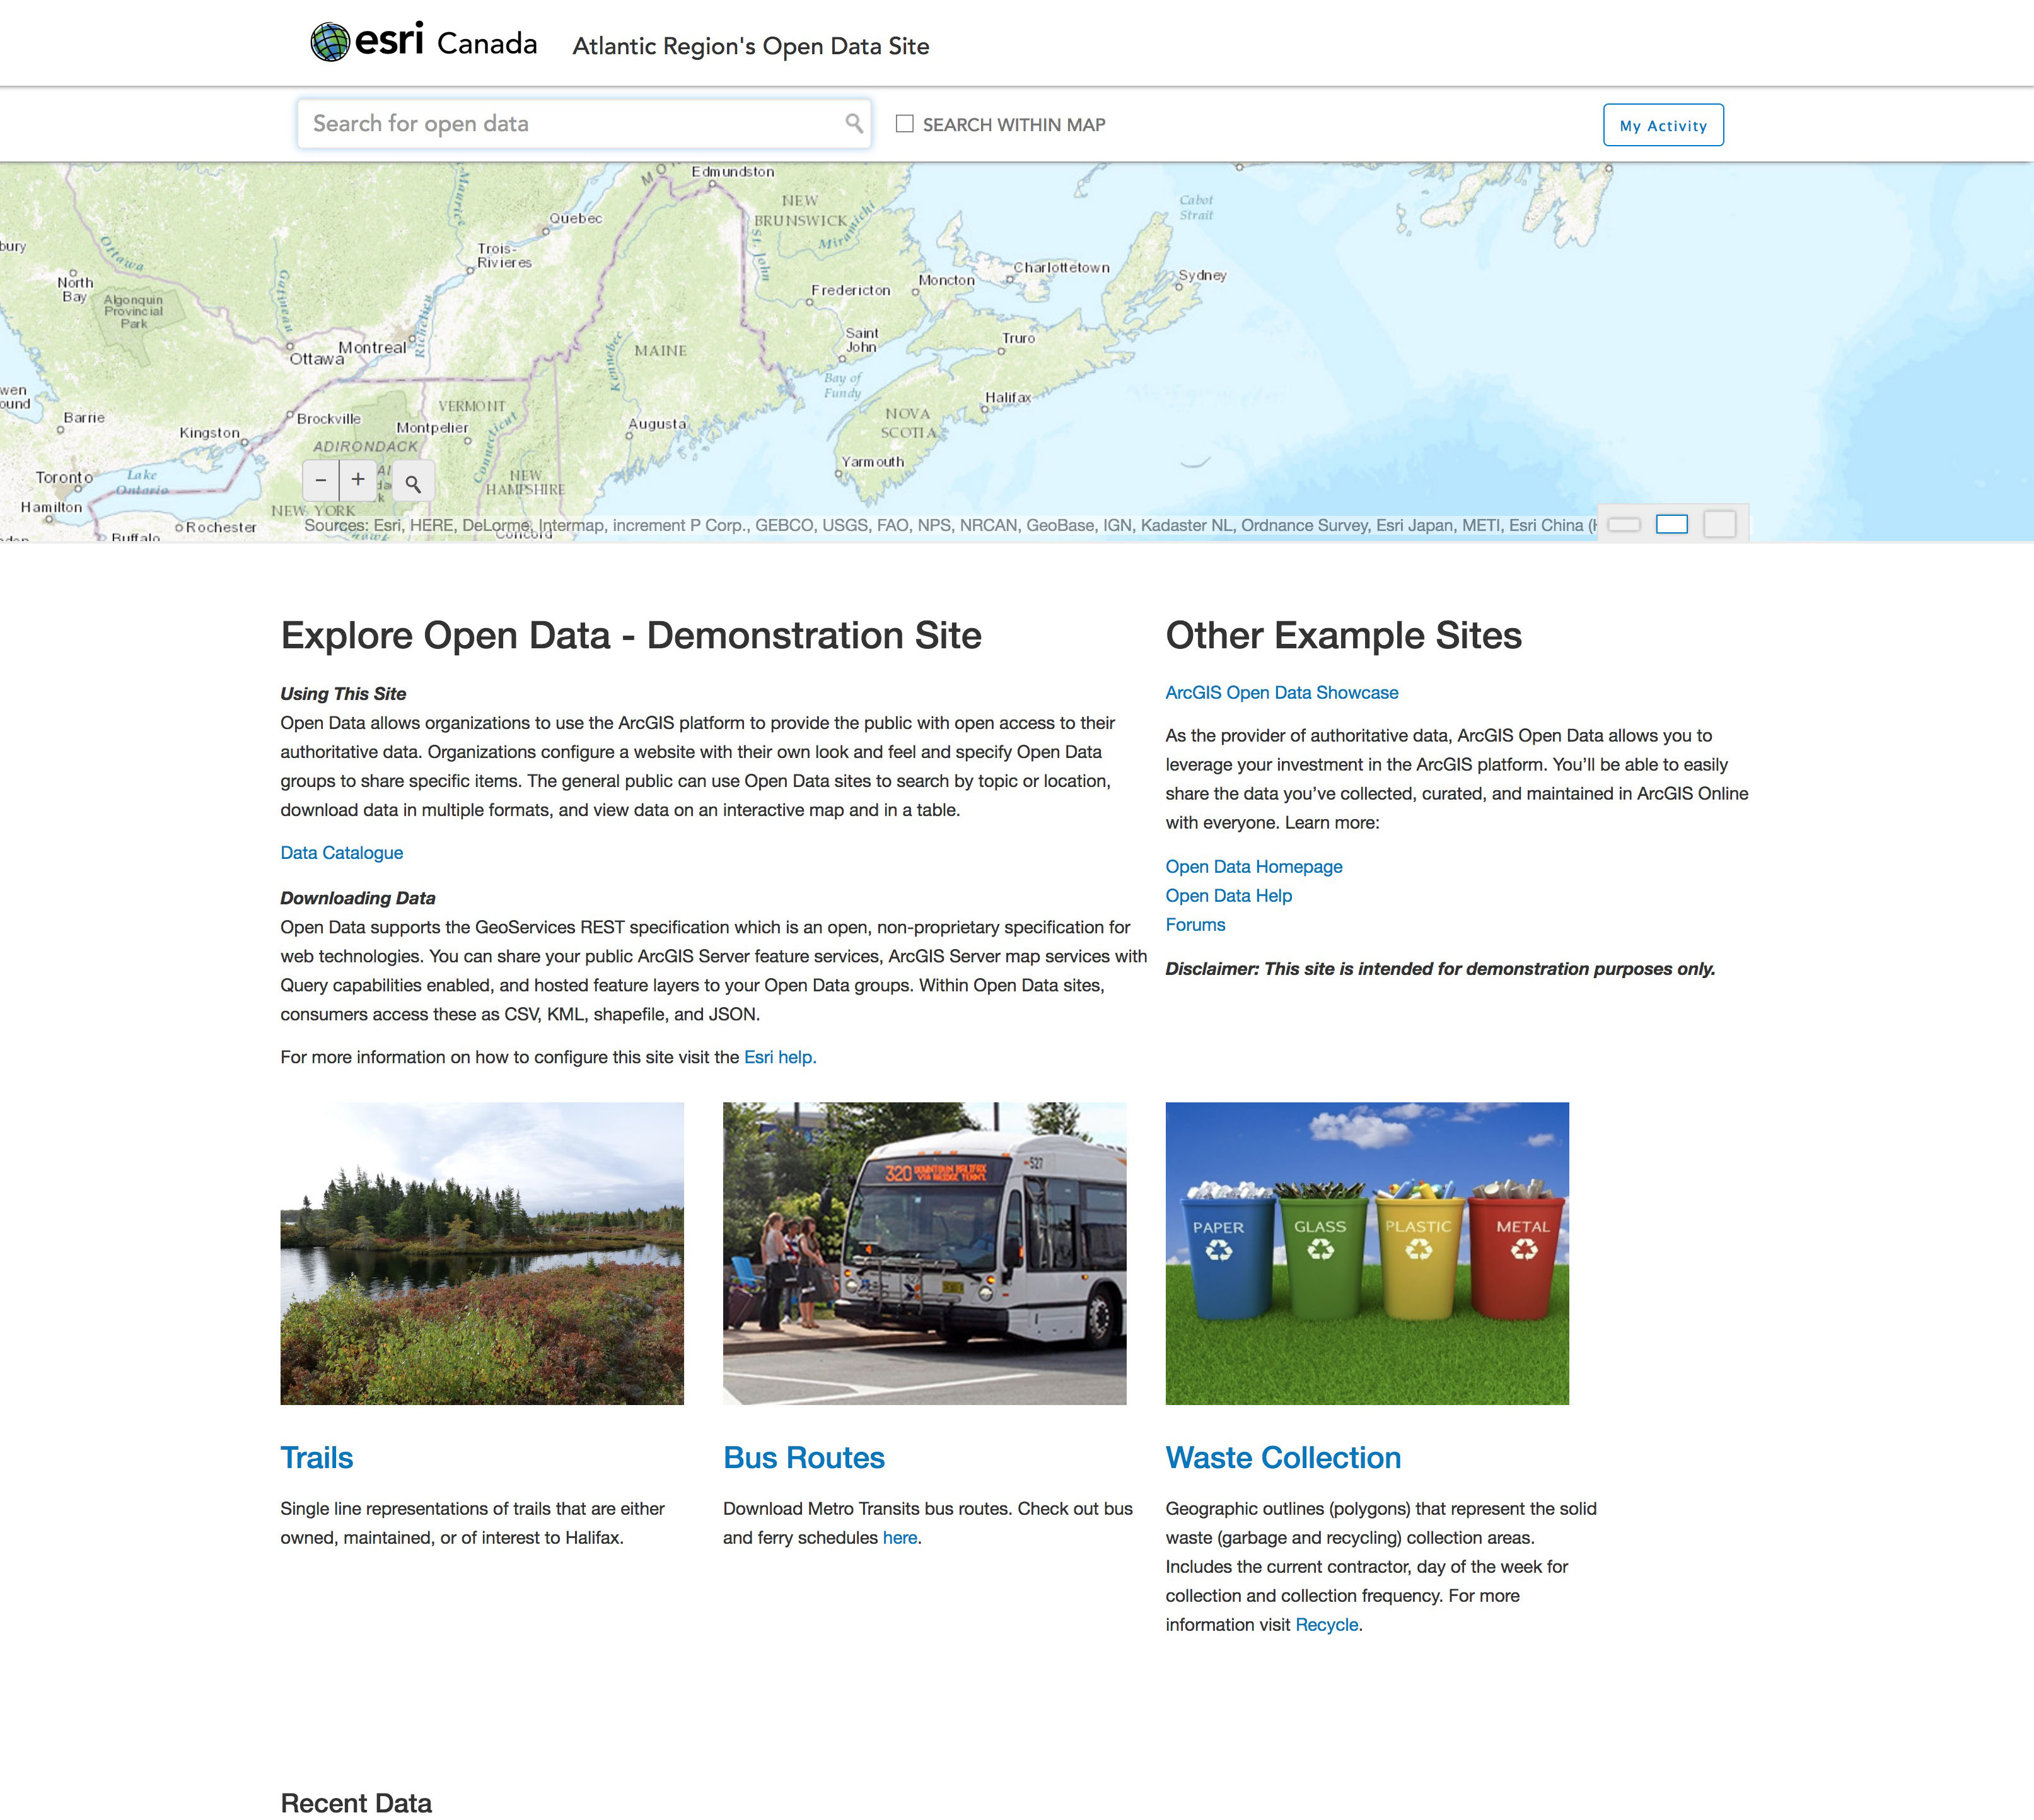 esri Canada
Atlantic Region's Open Data Site
Search for open data
SEARCH WITHIN MAP
My Activity
Edmundston
NEW
BRUNSWICK
Miramichi
Cabot
Strait
Quebec
Maurice
St. John
Ottawa
Trois-
Rivieres
Charlottetown
Sydney
North
Bay
Gatineau
Fredericton
Moncton
Algonquin
Provincial
Park
Richelieu
Saint
John
Truro
Montreal
Ottawa
Kennebec
MAINE
Bay of
Fundy
Halifax
Barrie
Brockville
VERMONT
Kingston
Montpelier
Connecticut
Augusta
NOVA
SCOTIA
ADIRONDACK
Yarmouth
Toronto
Lake
Ontario
− +
NEW
HAMPSHIRE
Hamilton
NEW YORK
Rochester
Buffalo
Concord
Sources: Esri, HERE, DeLorme, Intermap, increment P Corp., GEBCO, USGS, FAO, NPS, NRCAN, GeoBase, IGN, Kadaster NL, Ordnance Survey, Esri Japan, METI, Esri China (
Explore Open Data - Demonstration Site
Using This Site
Open Data allows organizations to use the ArcGIS platform to provide the public with open access to their
authoritative data. Organizations configure a website with their own look and feel and specify Open Data
groups to share specific items. The general public can use Open Data sites to search by topic or location,
download data in multiple formats, and view data on an interactive map and in a table.
Data Catalogue
Downloading Data
Open Data supports the GeoServices REST specification which is an open, non-proprietary specification for
web technologies. You can share your public ArcGIS Server feature services, ArcGIS Server map services with
Query capabilities enabled, and hosted feature layers to your Open Data groups. Within Open Data sites,
consumers access these as CSV, KML, shapefile, and JSON.
For more information on how to configure this site visit the Esri help.
Other Example Sites
ArcGIS Open Data Showcase
As the provider of authoritative data, ArcGIS Open Data allows you to
leverage your investment in the ArcGIS platform. You’ll be able to easily
share the data you’ve collected, curated, and maintained in ArcGIS Online
with everyone. Learn more:
Open Data Homepage
Open Data Help
Forums
Disclaimer: This site is intended for demonstration purposes only.
320 DOWNTOWN HALIFAX
VIA BRIDGE TERM'L
527
4
PAPER
GLASS
PLASTIC
METAL
Trails
Single line representations of trails that are either
owned, maintained, or of interest to Halifax.
Bus Routes
Download Metro Transits bus routes. Check out bus
and ferry schedules here.
Waste Collection
Geographic outlines (polygons) that represent the solid
waste (garbage and recycling) collection areas.
Includes the current contractor, day of the week for
collection and collection frequency. For more
information visit Recycle.
Recent Data